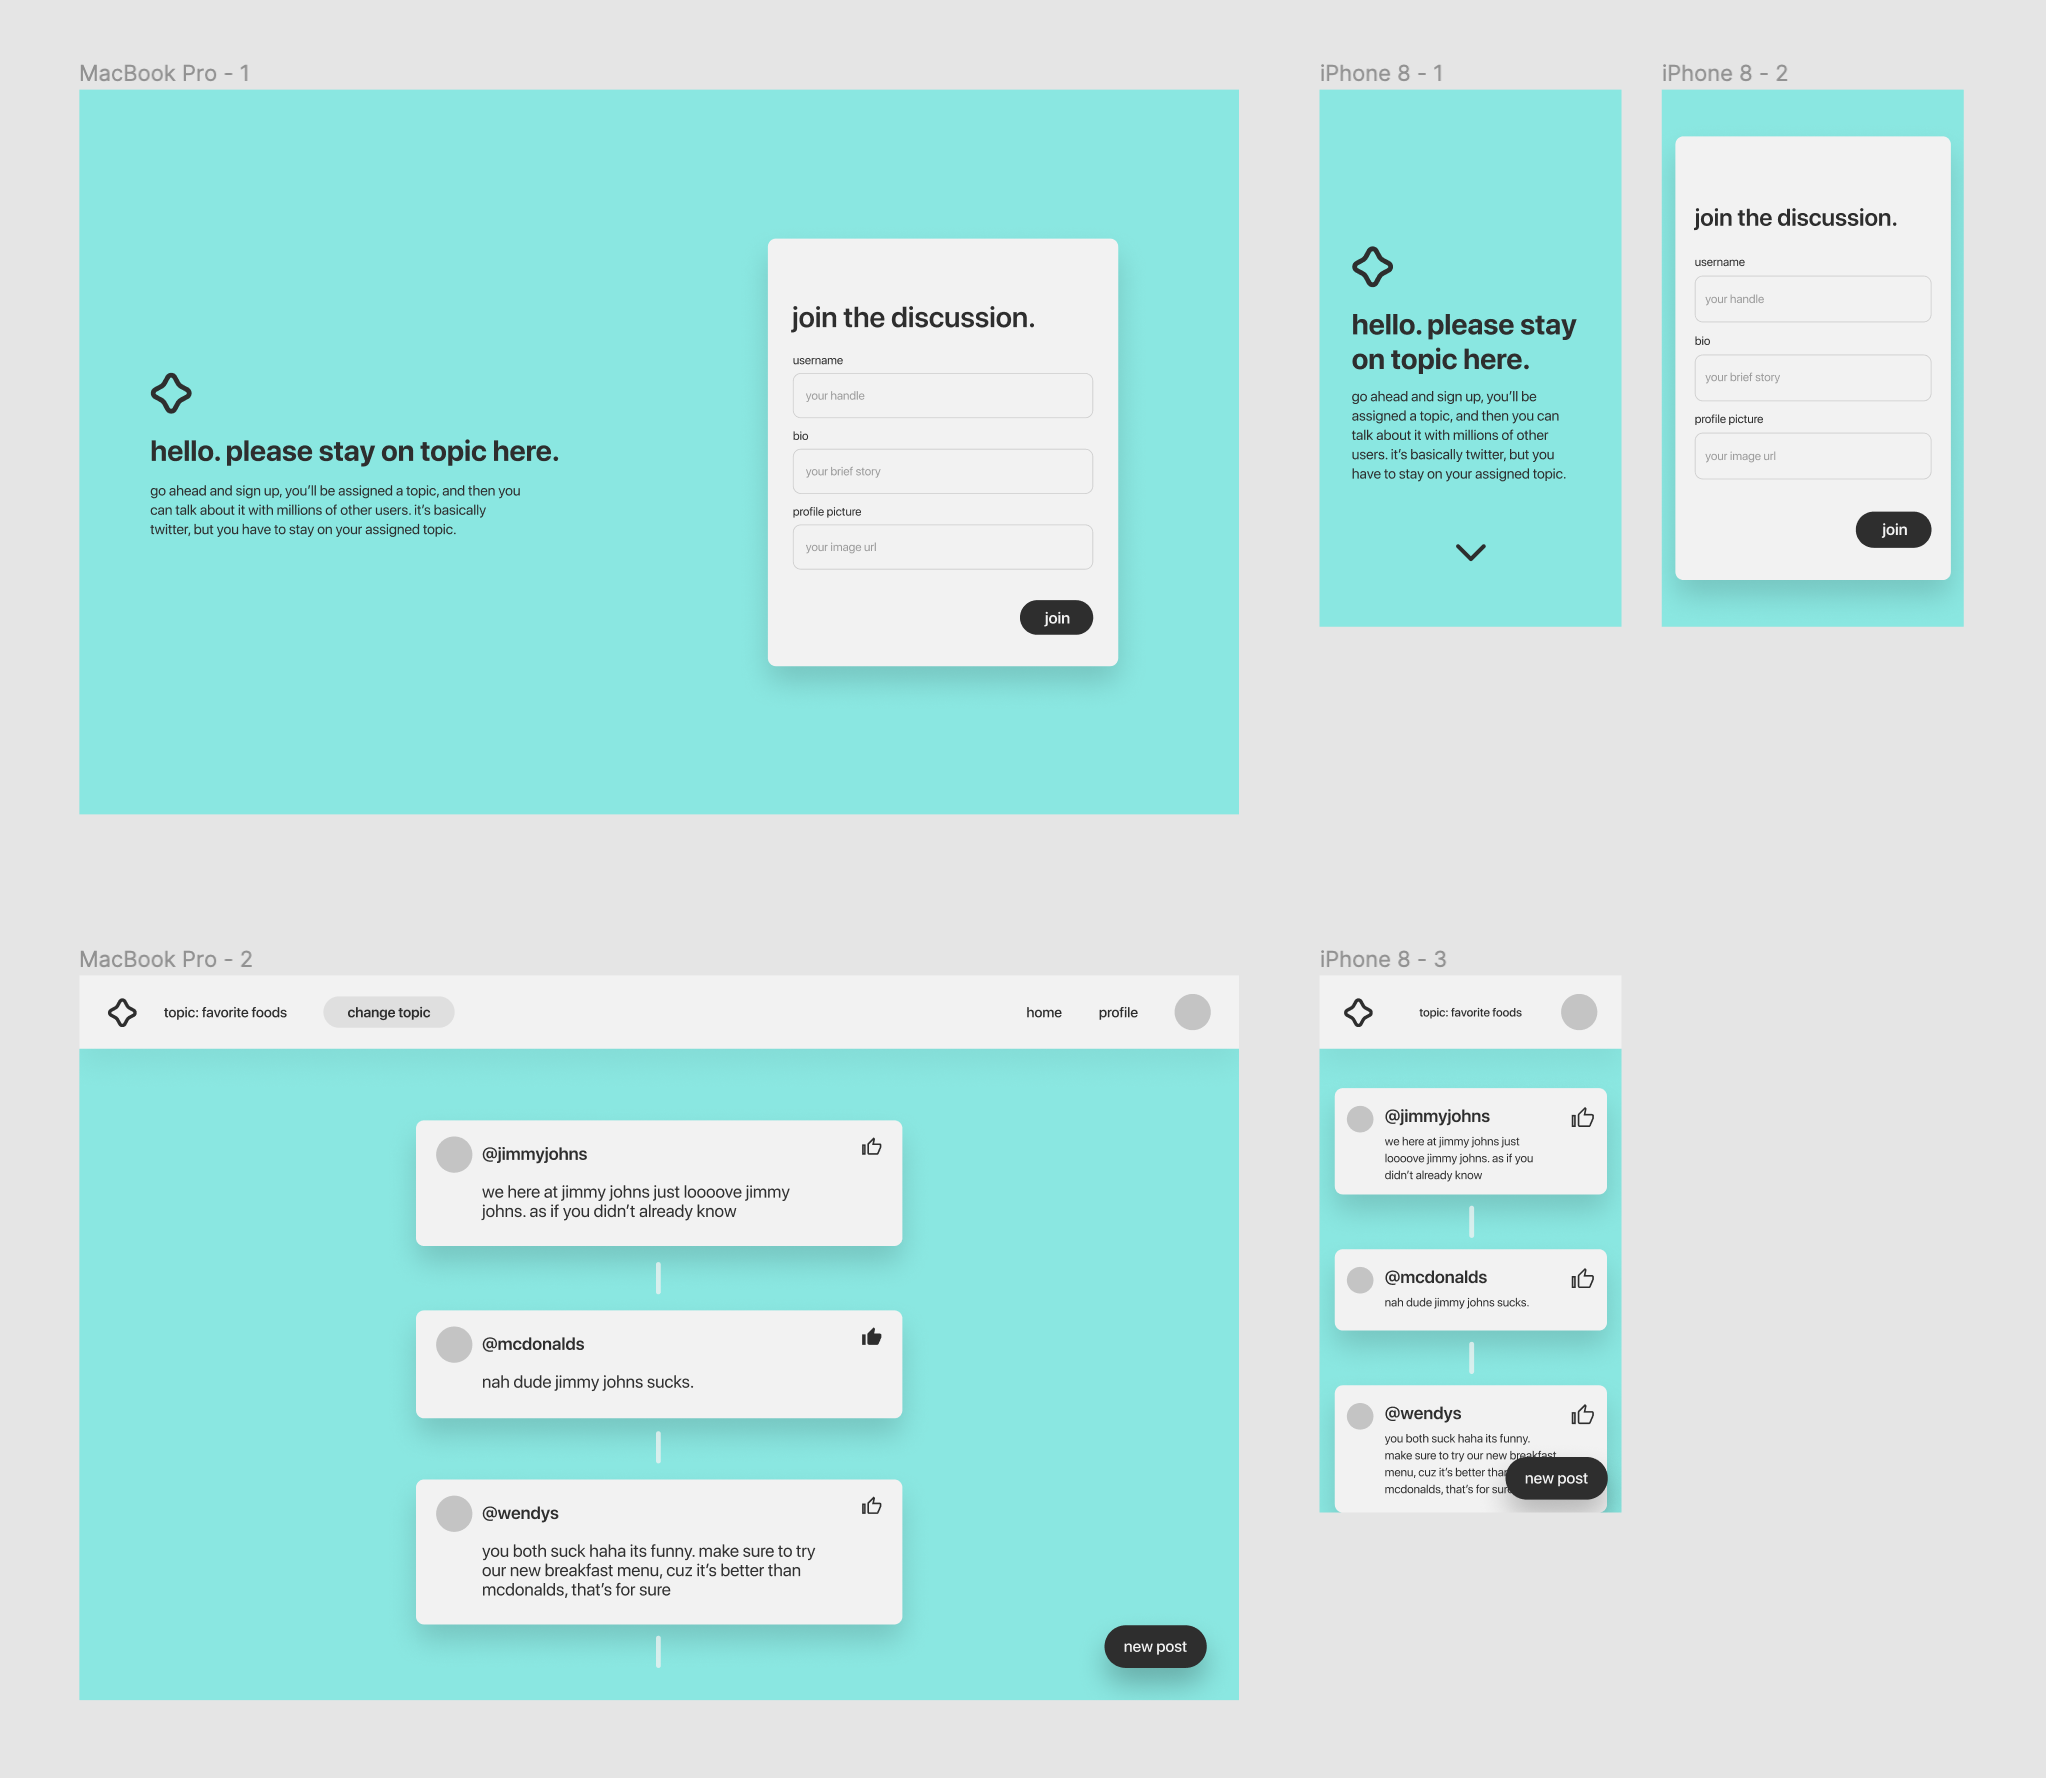 MacBook Pro - 1
hello. please stay on topic here.
go ahead and sign up, you’ll be assigned a topic, and then you
can talk about it with millions of other users. it’s basically
twitter, but you have to stay on your assigned topic.
join the discussion.
username
your handle
bio
your brief story
profile picture
your image url
join
iPhone 8 - 1
hello. please stay
on topic here.
go ahead and sign up, you’ll be
assigned a topic, and then you can
talk about it with millions of other
users. it’s basically twitter, but you
have to stay on your assigned topic.
iPhone 8 - 2
join the discussion.
username
your handle
bio
your brief story
profile picture
your image url
join
MacBook Pro - 2
topic: favorite foods
change topic
home
profile
@jimmyjohns
we here at jimmy johns just loooove jimmy
johns. as if you didn’t already know
@mcdonalds
nah dude jimmy johns sucks.
@wendys
you both suck haha its funny. make sure to try
our new breakfast menu, cuz it’s better than
mcdonalds, that’s for sure
new post
iPhone 8 - 3
topic: favorite foods
@jimmyjohns
we here at jimmy johns just
loooove jimmy johns. as if you
didn’t already know
@mcdonalds
nah dude jimmy johns sucks.
@wendys
you both suck haha its funny.
make sure to try our new breakfast
menu, cuz it’s better than
mcdonalds, that’s for sure
new post